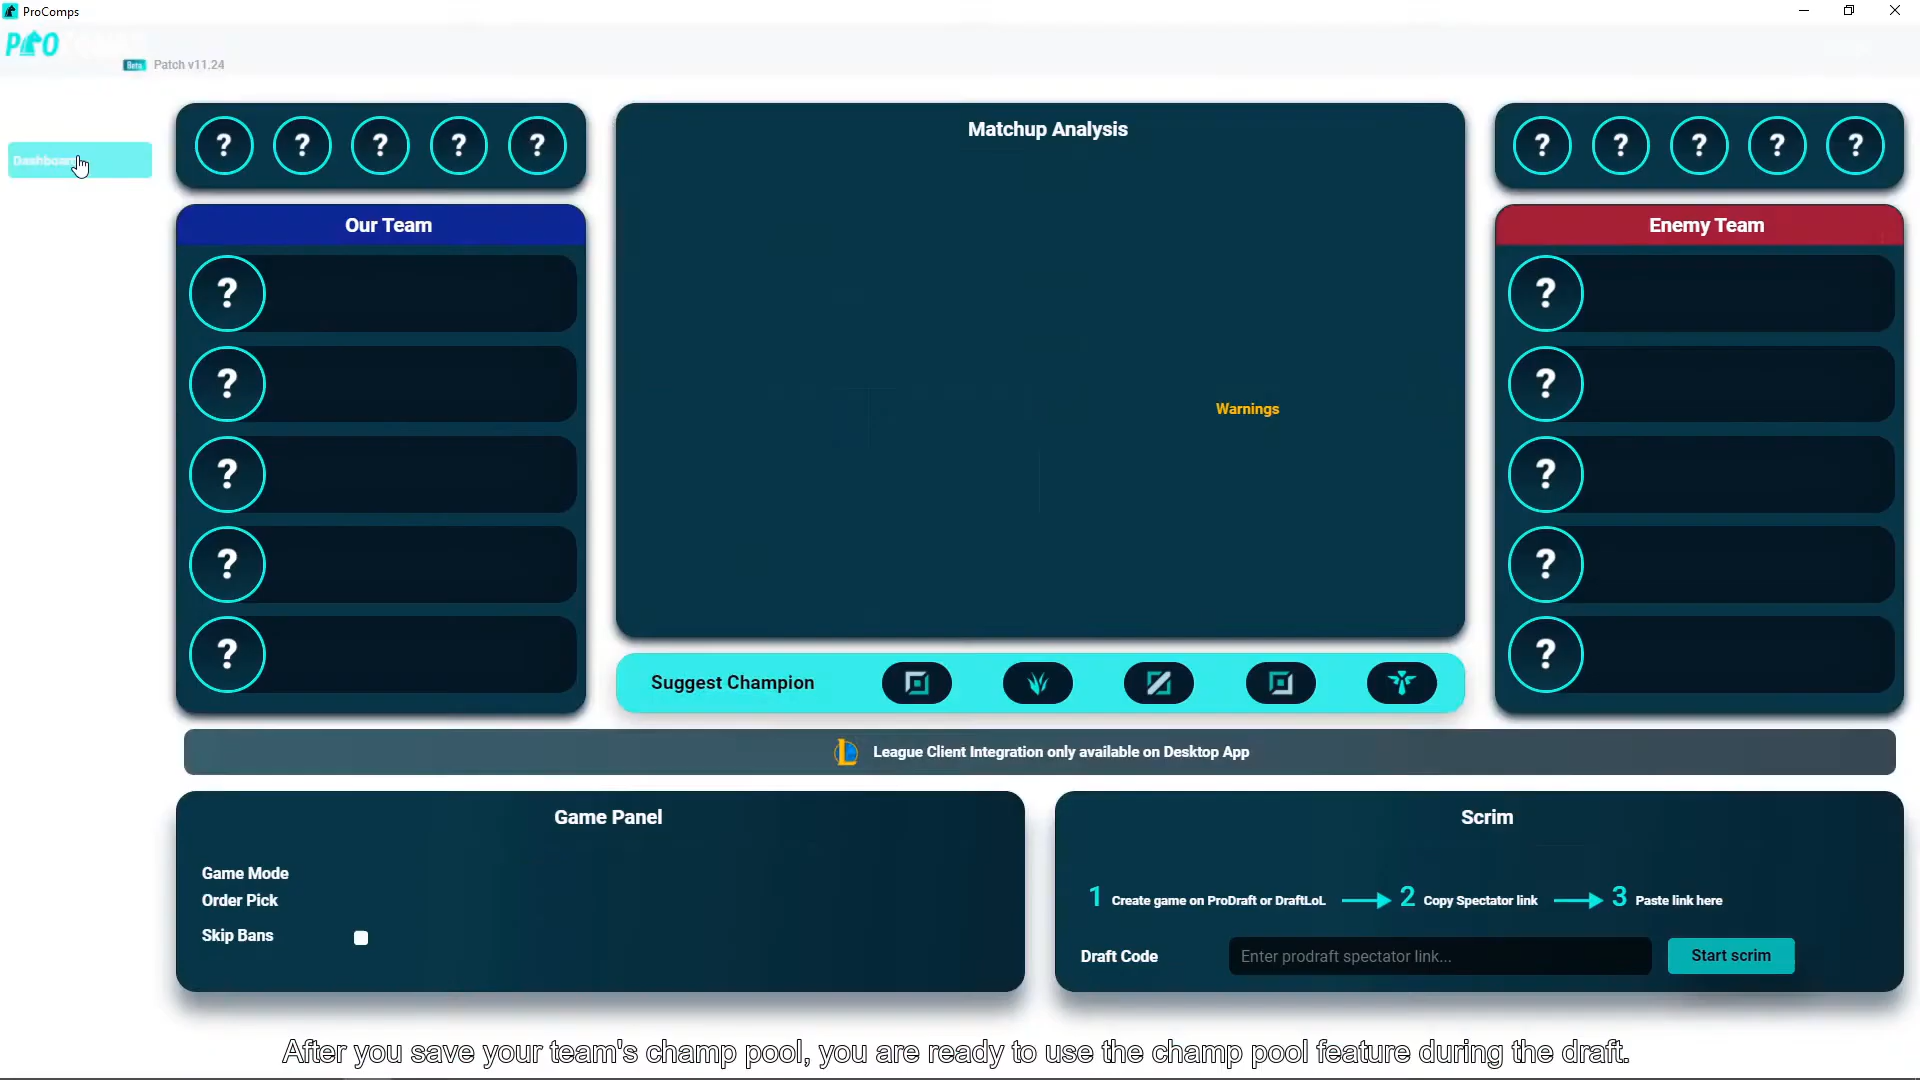 ProComps
PRO
Beta Patch v11.24
Dashboard
? ? ? ? ?
Matchup Analysis
? ? ? ? ?
Our Team
Enemy Team
? ?
? ?
Warnings
? ?
? ?
? ?
Suggest Champion
League Client Integration only available on Desktop App
Game Panel
Scrim
Game Mode
Order Pick
Skip Bans
1 Create game on ProDraft or DraftLoL 2 Copy Spectator link 3 Paste link here
Draft Code Enter prodraft spectator link... Start scrim
After you save your team's champ pool, you are ready to use the champ pool feature during the draft.